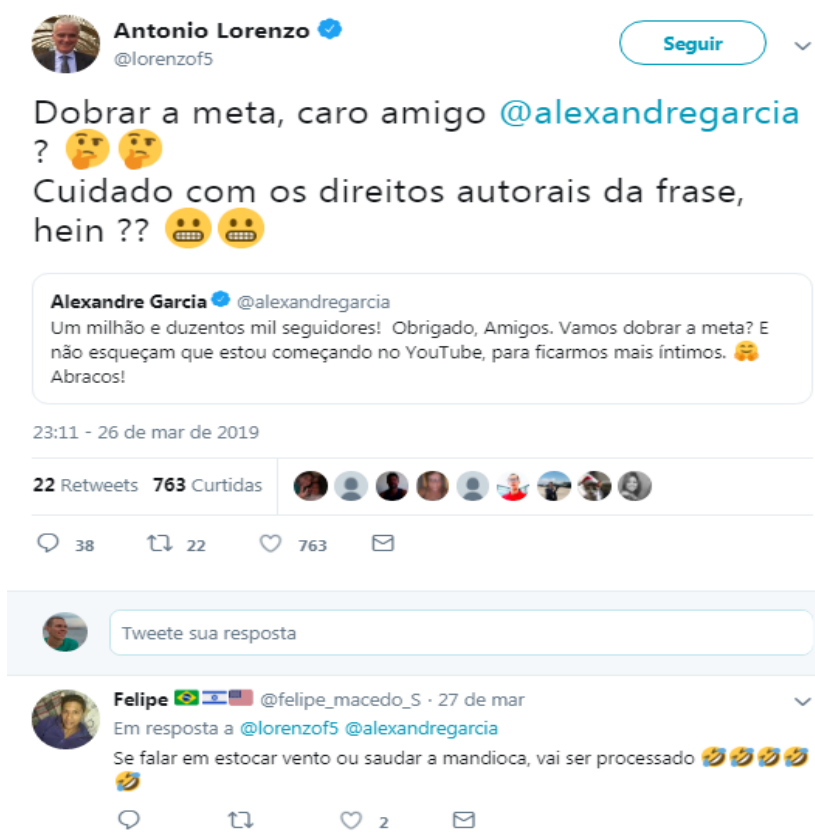 Antonio Lorenzo
@lorenzof5
Seguir
Dobrar a meta, caro amigo @alexandregarcia
? 🤔🤔
Cuidado com os direitos autorais da frase,
hein ?? 😬😬
Alexandre Garcia @alexandregarcia
Um milhão e duzentos mil seguidores! Obrigado, Amigos. Vamos dobrar a meta? E
não esqueçam que estou começando no YouTube, para ficarmos mais íntimos. 🤗
Abracos!
23:11 - 26 de mar de 2019
22 Retweets 763 Curtidas
38 22 763
Tweete sua resposta
Felipe 🇧🇷🇮🇱🇺🇸 @felipe_macedo_S · 27 de mar
Em resposta a @lorenzof5 @alexandregarcia
Se falar em estocar vento ou saudar a mandioca, vai ser processado 🤣🤣🤣🤣
🤣
2